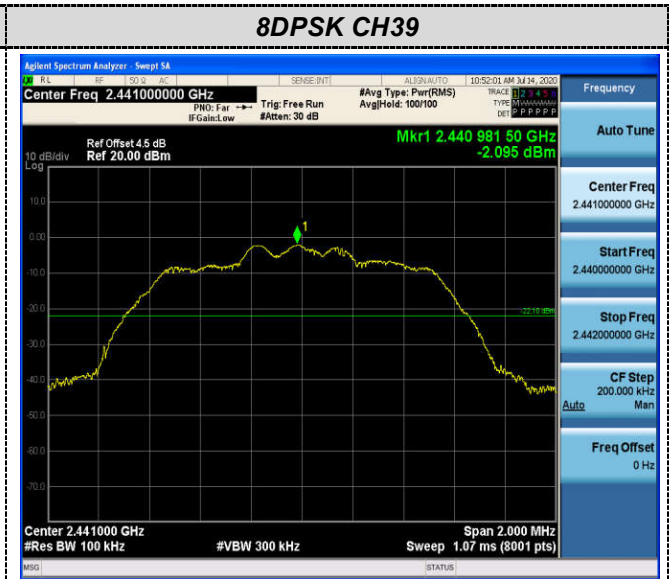 8DPSK CH39
Agilent Spectrum Analyzer - Swept SA
RL RF 50 Ω AC SENSE:INT ALIGN AUTO 10:52:01 AM Jul 14, 2020
Center Freq 2.441000000 GHz #Avg Type: Pwr(RMS) TRACE 1 2 3 4 5 6
PNO: Far Trig: Free Run Avg|Hold: 100/100 TYPE MWWWWW
IFGain:Low #Atten: 30 dB DET P P P P P P
Frequency
Auto Tune
Mkr1 2.440 981 50 GHz
-2.095 dBm
Ref Offset 4.5 dB
10 dB/div Ref 20.00 dBm
Log
10.0
0.00
-10.0
-20.0
-30.0
-40.0
-50.0
-60.0
-70.0
1
-22.10 dBm
Center Freq
2.441000000 GHz
Start Freq
2.440000000 GHz
Stop Freq
2.442000000 GHz
CF Step
200.000 kHz
Auto Man
Freq Offset
0 Hz
Center 2.441000 GHz Span 2.000 MHz
#Res BW 100 kHz #VBW 300 kHz Sweep 1.07 ms (8001 pts)
MSG STATUS